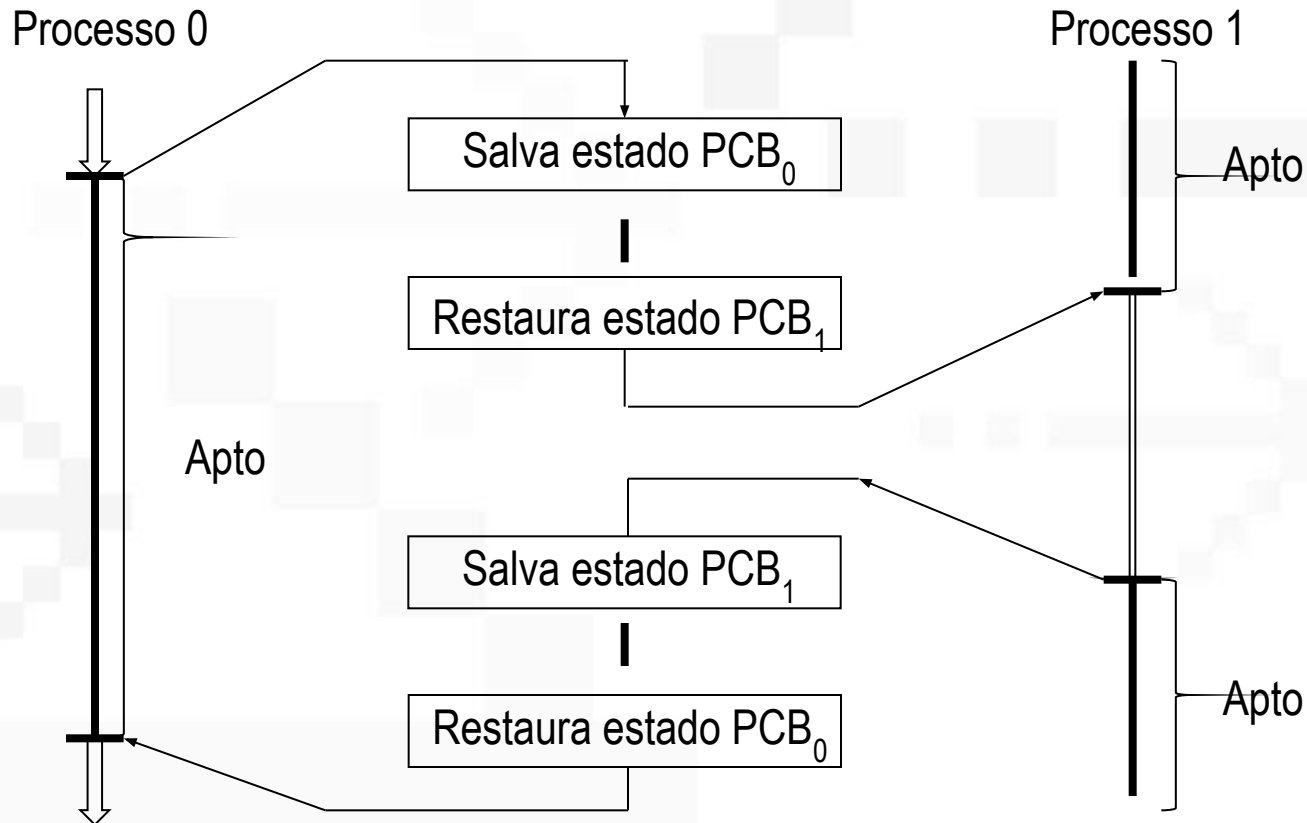 Processo 0
Processo 1
Salva estado PCB₀
Apto
Restaura estado PCB₁
Apto
Salva estado PCB₁
Restaura estado PCB₀
Apto